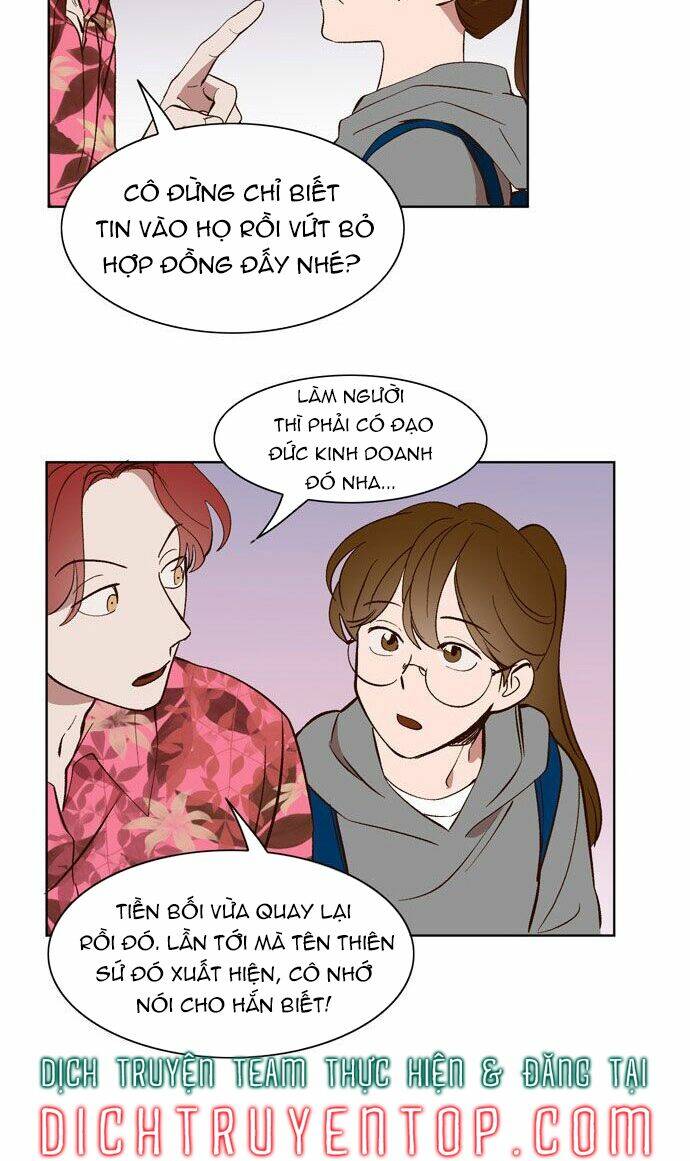 CÔ ĐỪNG CHỈ BIẾT
TIN VÀO HỌ RỒI VỨT BỎ
HỢP ĐỒNG ĐẤY NHÉ?
LÀM NGƯỜI
THÌ PHẢI CÓ ĐẠO
ĐỨC KINH DOANH
ĐÓ NHA...
TIỀN BỐI VỪA QUAY LẠI
RỒI ĐÓ. LẦN TỚI MÀ TÊN THIÊN
SỨ ĐÓ XUẤT HIỆN, CÔ NHỚ
NÓI CHO HẮN BIẾT!
DỊCH TRUYỆN TEAM THỰC HIỆN & ĐĂNG TẠI
DICHTRUYENTOP.COM